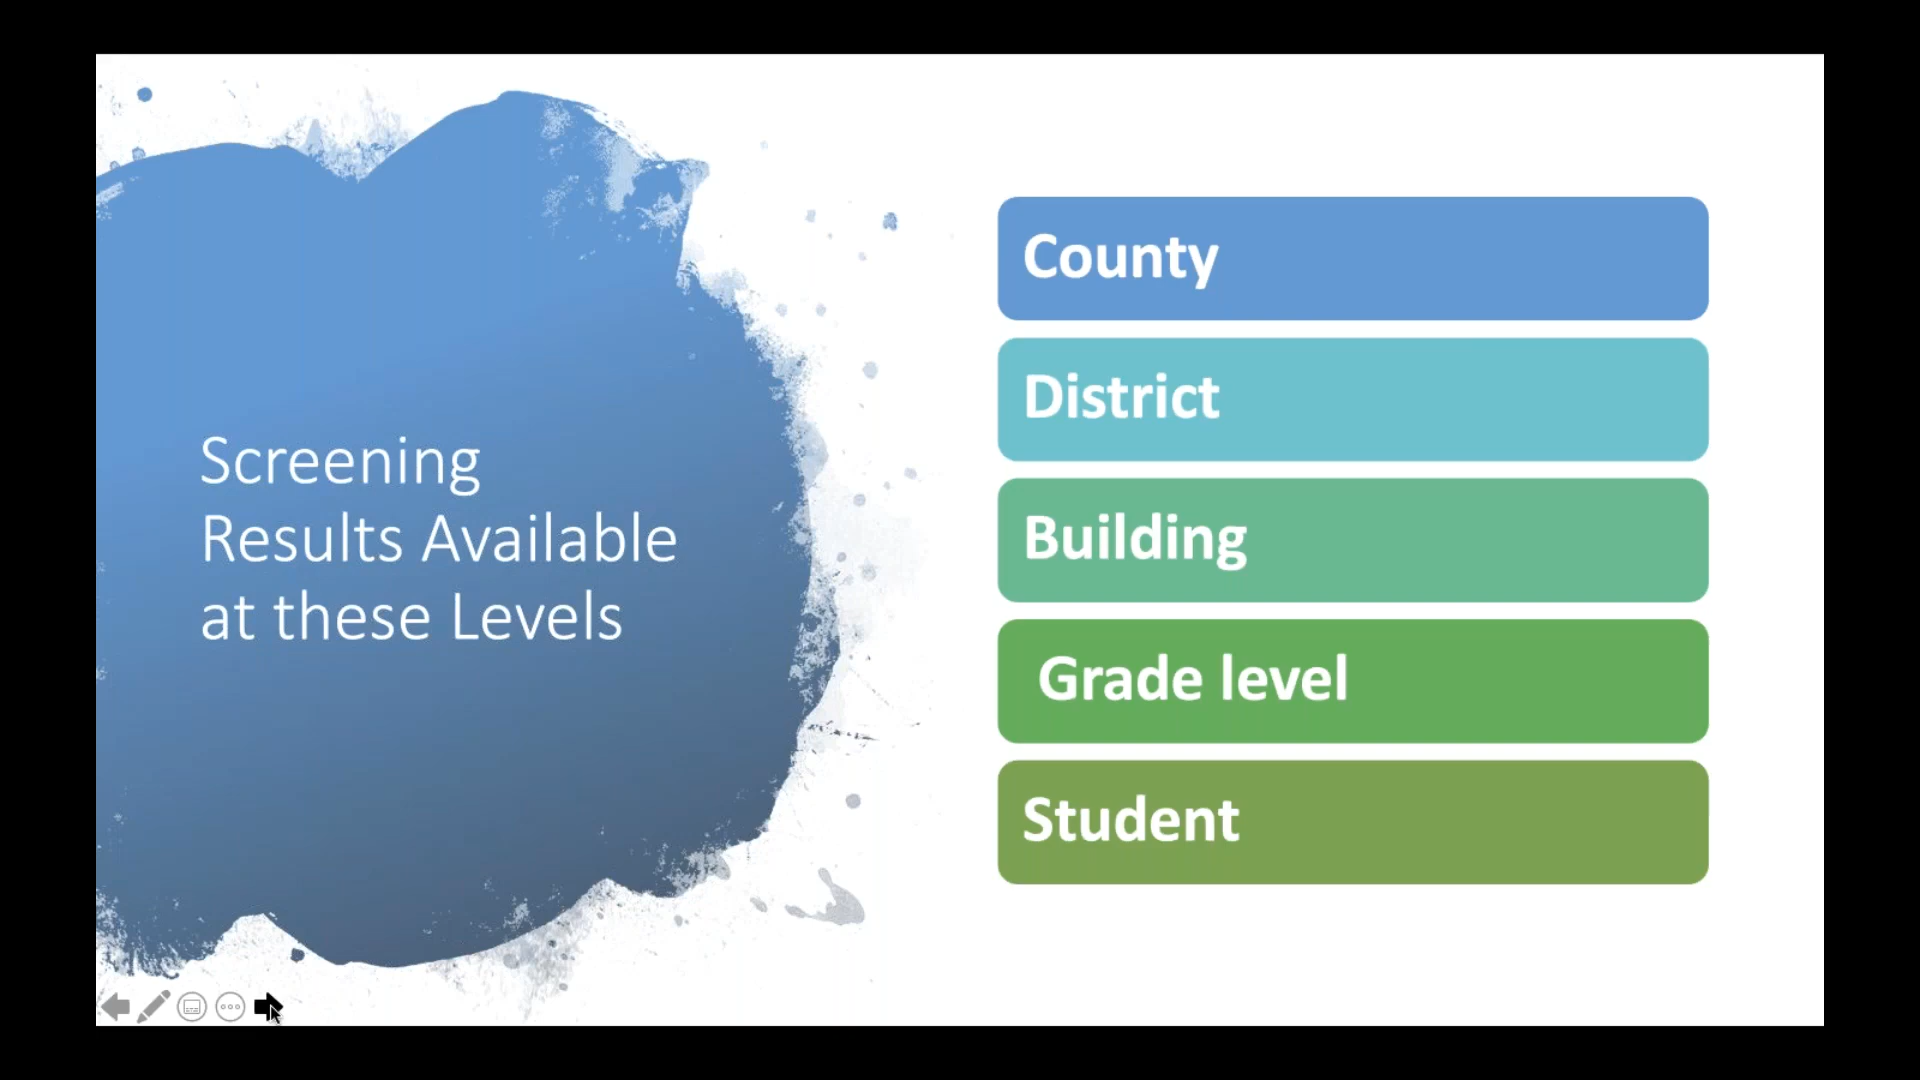 Screening
Results Available
at these Levels
County
District
Building
Grade level
Student